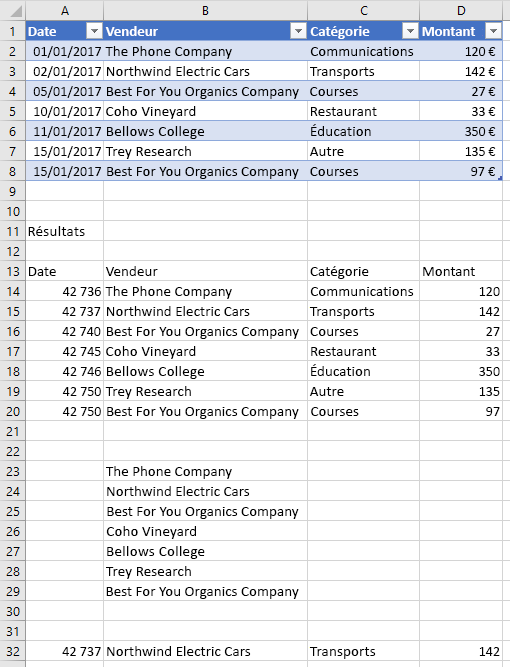 A B C D
1 Date Vendeur Catégorie Montant
2 01/01/2017 The Phone Company Communications 120 €
3 02/01/2017 Northwind Electric Cars Transports 142 €
4 05/01/2017 Best For You Organics Company Courses 27 €
5 10/01/2017 Coho Vineyard Restaurant 33 €
6 11/01/2017 Bellows College Éducation 350 €
7 15/01/2017 Trey Research Autre 135 €
8 15/01/2017 Best For You Organics Company Courses 97 €
9
10
11 Résultats
12
13 Date Vendeur Catégorie Montant
14 42 736 The Phone Company Communications 120
15 42 737 Northwind Electric Cars Transports 142
16 42 740 Best For You Organics Company Courses 27
17 42 745 Coho Vineyard Restaurant 33
18 42 746 Bellows College Éducation 350
19 42 750 Trey Research Autre 135
20 42 750 Best For You Organics Company Courses 97
21
22
23 The Phone Company
24 Northwind Electric Cars
25 Best For You Organics Company
26 Coho Vineyard
27 Bellows College
28 Trey Research
29 Best For You Organics Company
30
31
32 42 737 Northwind Electric Cars Transports 142